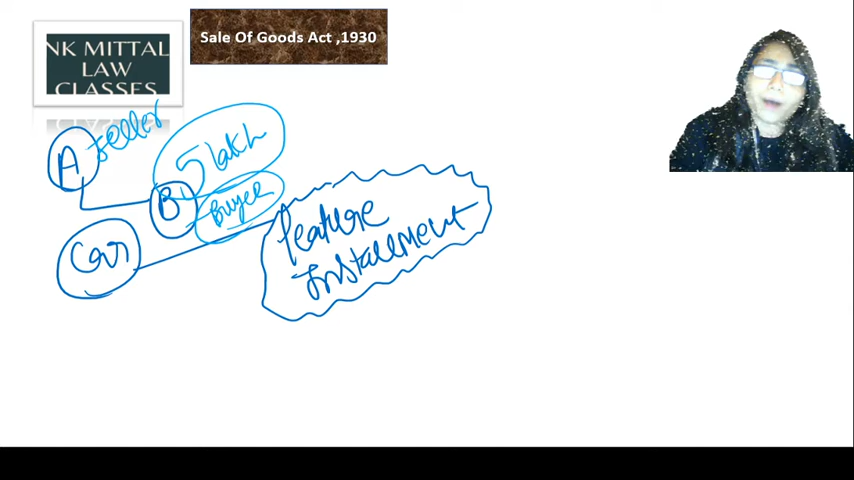 NK MITTAL
LAW
CLASSES
Sale Of Goods Act ,1930
A seller
5 lakh
B
Buyer
Car
feature
Installment